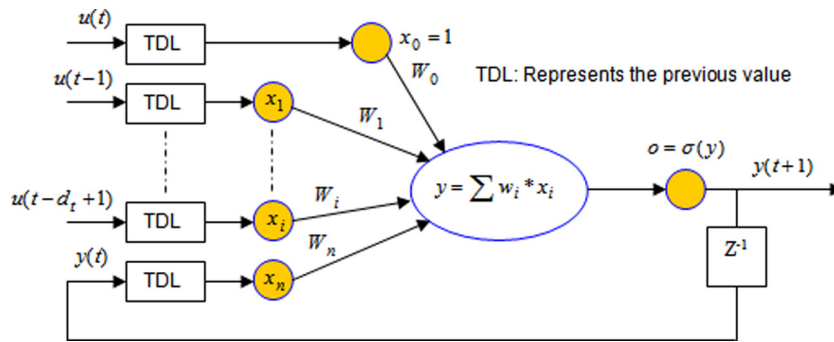 u(t)
TDL
x₀ = 1
W₀
TDL: Represents the previous value
u(t−1)
TDL
x₁
W₁
o = σ(y)
y(t+1)
y = ∑ wᵢ * xᵢ
u(t−dₜ+1)
TDL
xᵢ
Wᵢ
y(t)
TDL
xₙ
Wₙ
Z⁻¹